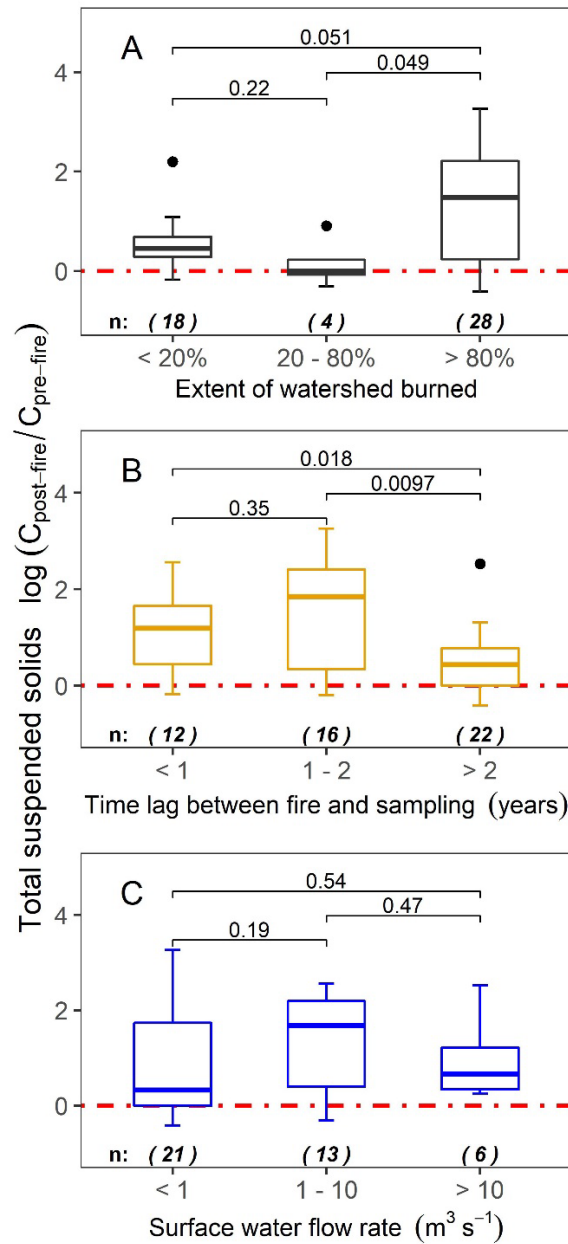 Total suspended solids log (C_post−fire / C_pre−fire)
A
0.051
0.049
0.22
4
2
0
n: ( 18 ) ( 4 ) ( 28 )
< 20% 20 - 80% > 80%
Extent of watershed burned
B
0.018
0.0097
0.35
4
2
0
n: ( 12 ) ( 16 ) ( 22 )
< 1 1 - 2 > 2
Time lag between fire and sampling (years)
C
0.54
0.47
0.19
4
2
0
n: ( 21 ) ( 13 ) ( 6 )
< 1 1 - 10 > 10
Surface water flow rate (m³ s⁻¹)